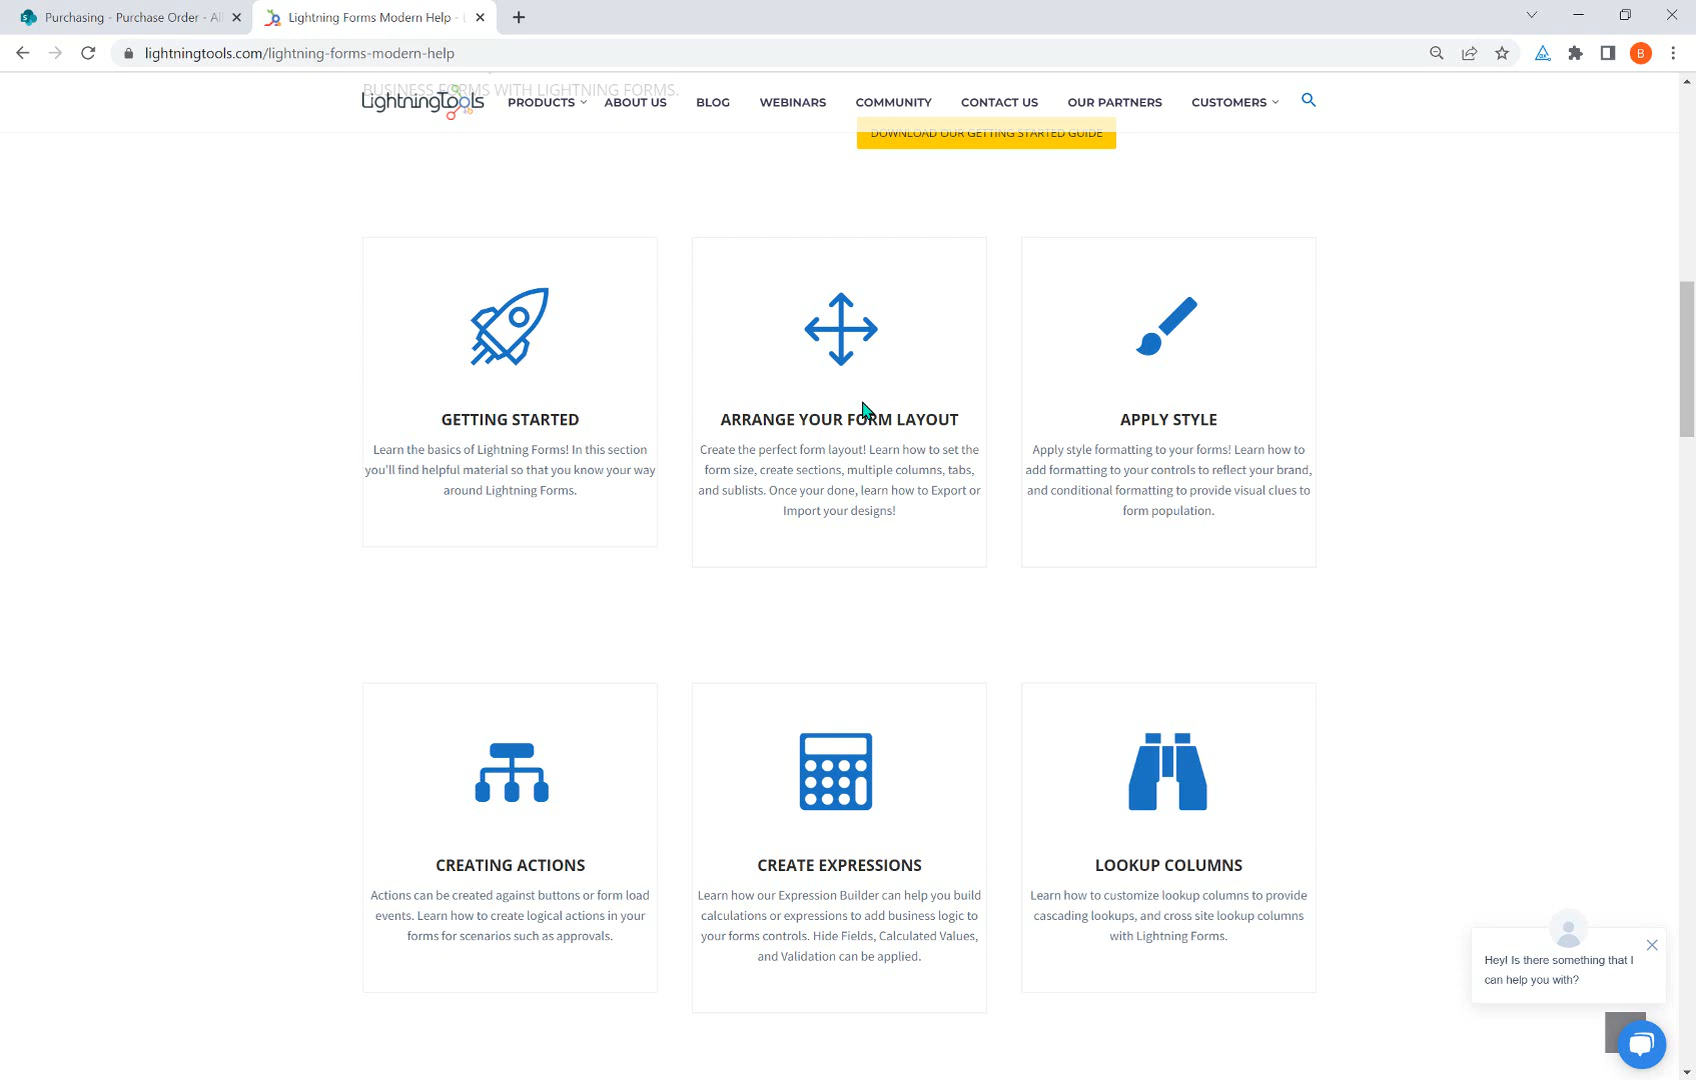 Purchasing - Purchase Order - Al
Lightning Forms Modern Help -
lightningtools.com/lightning-forms-modern-help
B
BUSINESS FORMS WITH LIGHTNING FORMS.
LightningTools
PRODUCTS
ABOUT US
BLOG
WEBINARS
COMMUNITY
CONTACT US
OUR PARTNERS
CUSTOMERS
DOWNLOAD OUR GETTING STARTED GUIDE
GETTING STARTED
Learn the basics of Lightning Forms! In this section
you'll find helpful material so that you know your way
around Lightning Forms.
ARRANGE YOUR FORM LAYOUT
Create the perfect form layout! Learn how to set the
form size, create sections, multiple columns, tabs,
and sublists. Once your done, learn how to Export or
Import your designs!
APPLY STYLE
Apply style formatting to your forms! Learn how to
add formatting to your controls to reflect your brand,
and conditional formatting to provide visual clues to
form population.
CREATING ACTIONS
Actions can be created against buttons or form load
events. Learn how to create logical actions in your
forms for scenarios such as approvals.
CREATE EXPRESSIONS
Learn how our Expression Builder can help you build
calculations or expressions to add business logic to
your forms controls. Hide Fields, Calculated Values,
and Validation can be applied.
LOOKUP COLUMNS
Learn how to customize lookup columns to provide
cascading lookups, and cross site lookup columns
with Lightning Forms.
Hey! Is there something that I
can help you with?